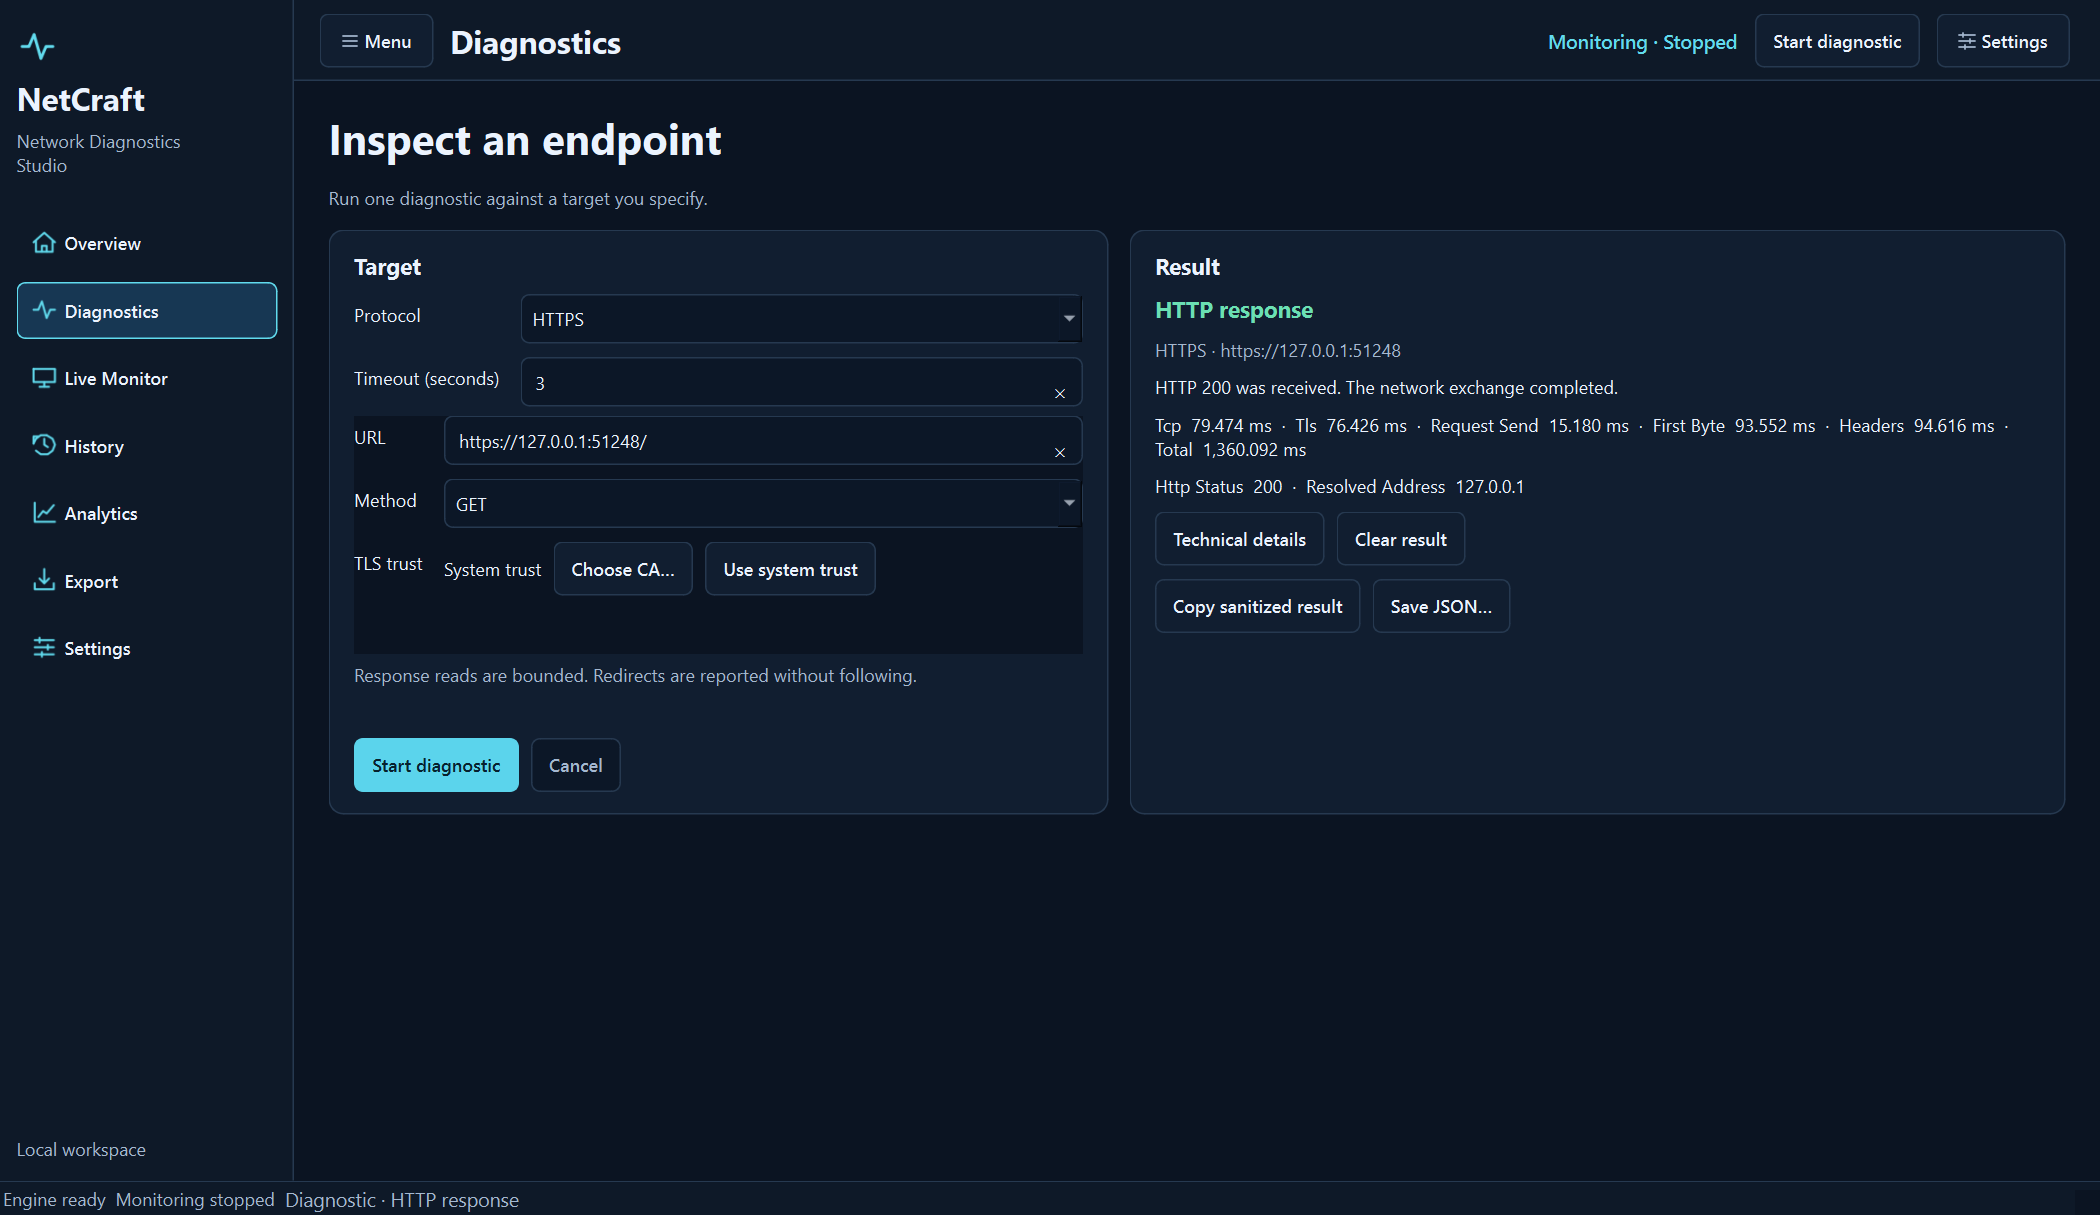 NetCraft
Network Diagnostics
Studio
Overview
Diagnostics
Live Monitor
History
Analytics
Export
Settings
Local workspace
Menu
Diagnostics
Monitoring · Stopped
Start diagnostic
Settings
Inspect an endpoint
Run one diagnostic against a target you specify.
Target
Protocol
HTTPS
Timeout (seconds)
3
URL
https://127.0.0.1:51248/
Method
GET
TLS trust
System trust
Choose CA...
Use system trust
Response reads are bounded. Redirects are reported without following.
Start diagnostic
Cancel
Result
HTTP response
HTTPS · https://127.0.0.1:51248
HTTP 200 was received. The network exchange completed.
Tcp 79.474 ms · Tls 76.426 ms · Request Send 15.180 ms · First Byte 93.552 ms · Headers 94.616 ms ·
Total 1,360.092 ms
Http Status 200 · Resolved Address 127.0.0.1
Technical details
Clear result
Copy sanitized result
Save JSON...
Engine ready Monitoring stopped Diagnostic · HTTP response